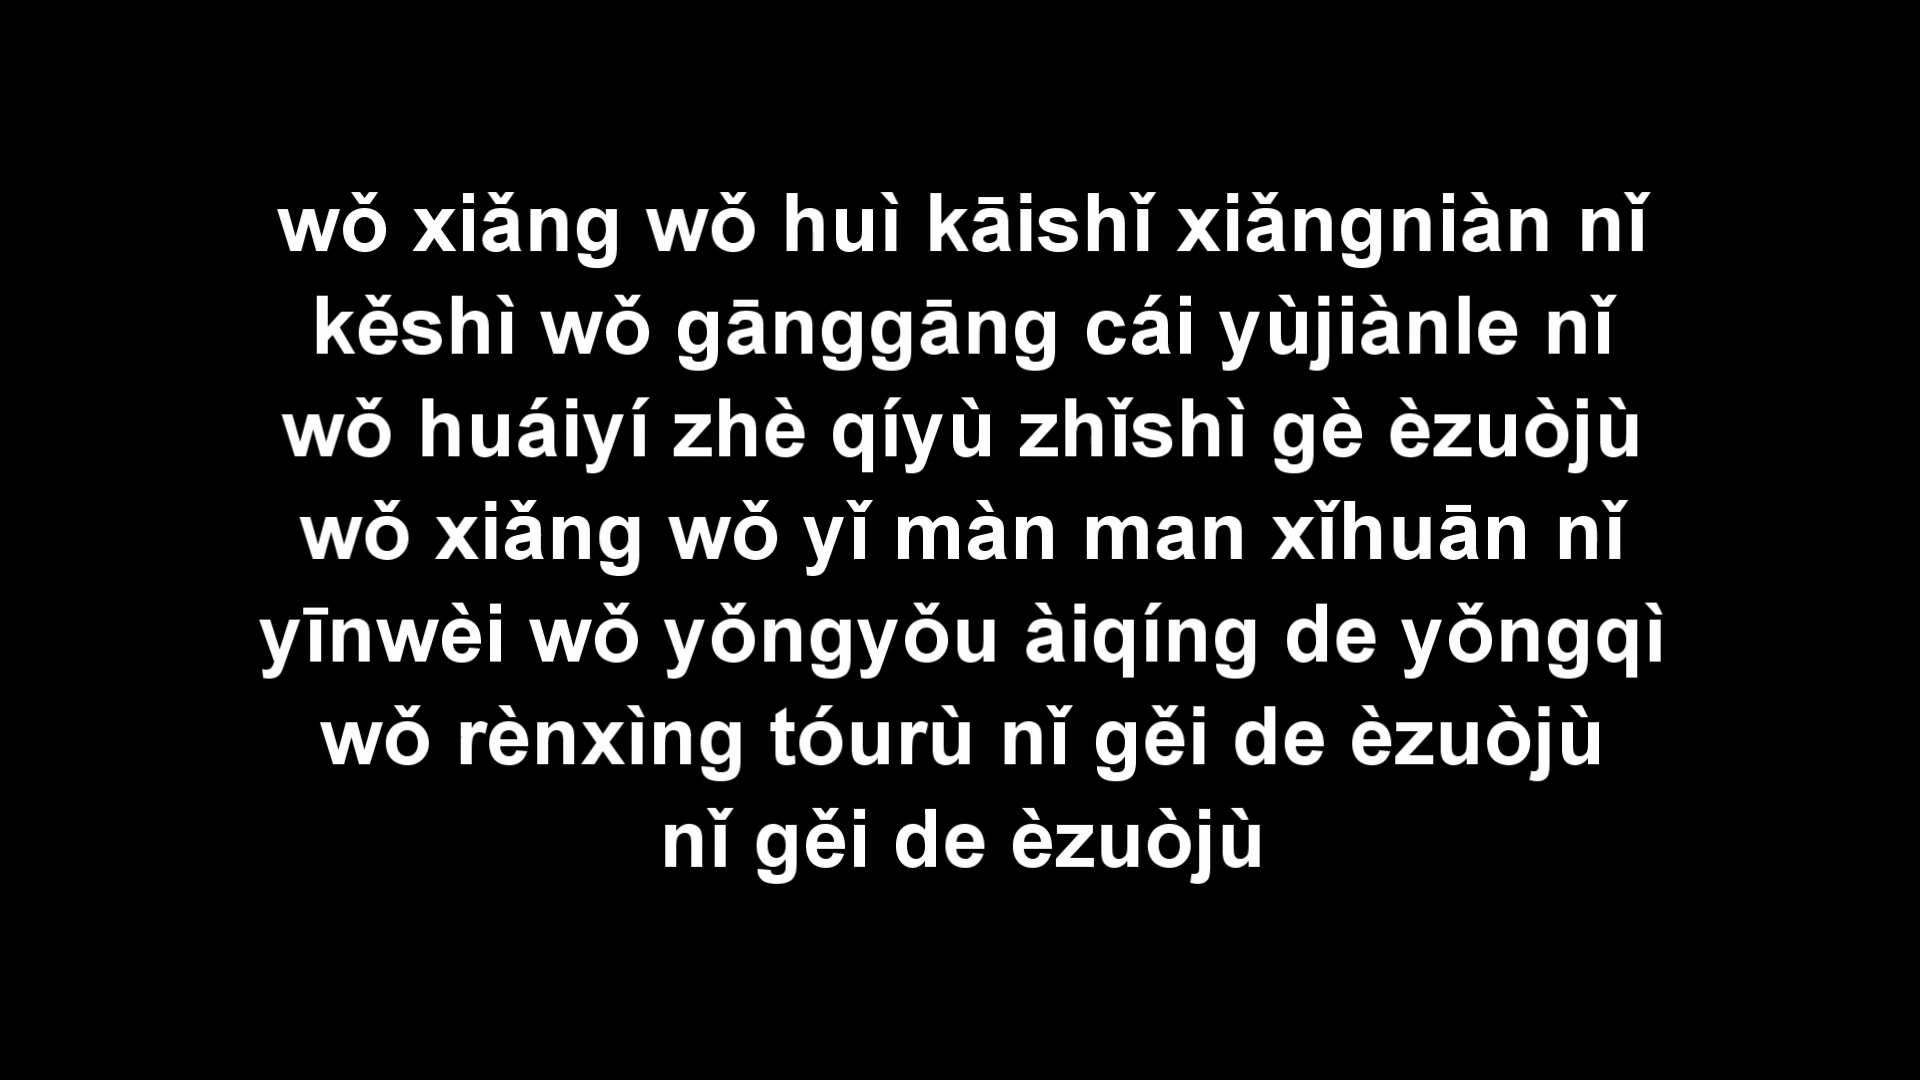 wǒ xiǎng wǒ huì kāishǐ xiǎngniàn nǐ
kěshì wǒ gānggāng cái yùjiànle nǐ
wǒ huáiyí zhè qíyù zhǐshì gè èzuòjù
wǒ xiǎng wǒ yǐ màn man xǐhuān nǐ
yīnwèi wǒ yǒngyǒu àiqíng de yǒngqì
wǒ rènxìng tóurù nǐ gěi de èzuòjù
nǐ gěi de èzuòjù